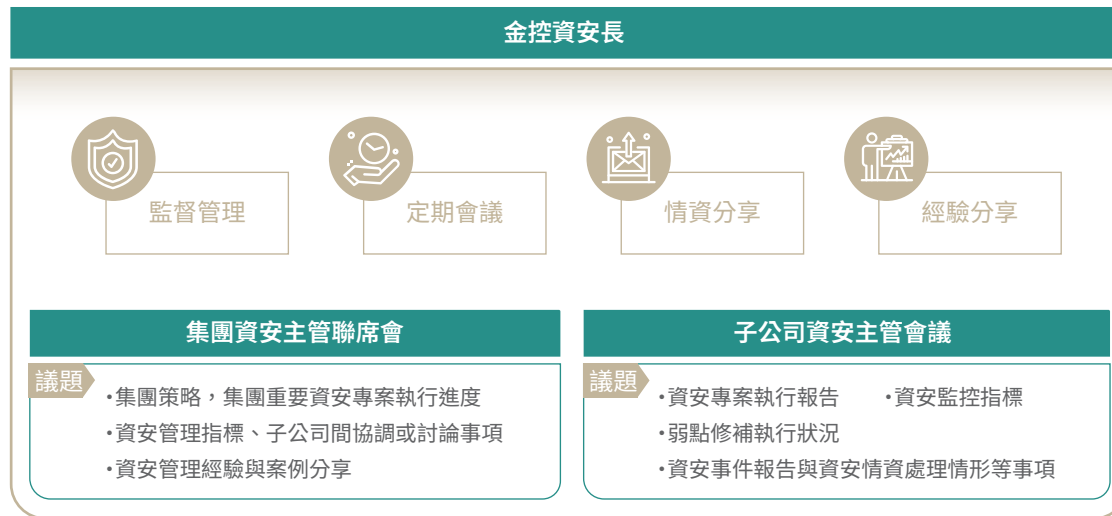 金控資安長
監督管理
定期會議
情資分享
經驗分享
集團資安主管聯席會
議題
•集團策略，集團重要資安專案執行進度
•資安管理指標、子公司間協調或討論事項
•資安管理經驗與案例分享
子公司資安主管會議
議題
•資安專案執行報告 •資安監控指標
•弱點修補執行狀況
•資安事件報告與資安情資處理情形等事項